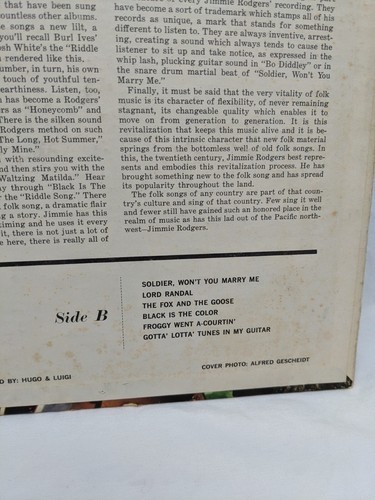 that have been sung
countless other albums.
e songs a new lilt, a
you'll recall Burl Ives'
sh White's the "Riddle
n rendered like this.
umber, in turn, his own
touch of youthful ten-
earthiness. Listen, too,
n has become a Rodgers
rs as "Honeycomb" and
There is the silken sound
Rodgers method on such
The Long, Hot Summer,"
ly Mine."
n with resounding excite-
nd then stirs you with the
Waltzing Matilda." Hear
ay through "Black Is The
r the "Riddle Song." There
folk song, a dramatic flair
ng a story. Jimmie has this
timing and he uses it every
it, there is not just a lot of
e here, there is really all of
of every Jimmie Rodgers' recording. They
have become a sort of trademark which stamps all of his
records as unique, a mark that stands for something
different to listen to. They are always inventive, arrest-
ing, creating a sound which always tends to cause the
listener to sit up and take notice, as expressed in the
whip lash, plucking guitar sound in "Bo Diddley" or in
the snare drum martial beat of "Soldier, Won't You
Marry Me."
Finally, it must be said that the very vitality of folk
music is its character of flexibility, of never remaining
stagnant, its changeable quality which enables it to
move on from generation to generation. It is this
revitalization that keeps this music alive and it is be-
cause of this intrinsic character that new folk material
springs from the bottomless well of old folk songs. In
this, the twentieth century, Jimmie Rodgers best repre-
sents and embodies this revitalization process. He has
brought something new to the folk song and has spread
its popularity throughout the land.
The folk songs of any country are part of that coun-
try's culture and sing of that country. Few sing it well
and fewer still have gained such an honored place in the
realm of music as has this lad out of the Pacific north-
west—Jimmie Rodgers.
Side B
SOLDIER, WON'T YOU MARRY ME
LORD RANDAL
THE FOX AND THE GOOSE
BLACK IS THE COLOR
FROGGY WENT A-COURTIN'
GOTTA' LOTTA' TUNES IN MY GUITAR
COVER PHOTO: ALFRED GESCHEIDT
D BY: HUGO & LUIGI